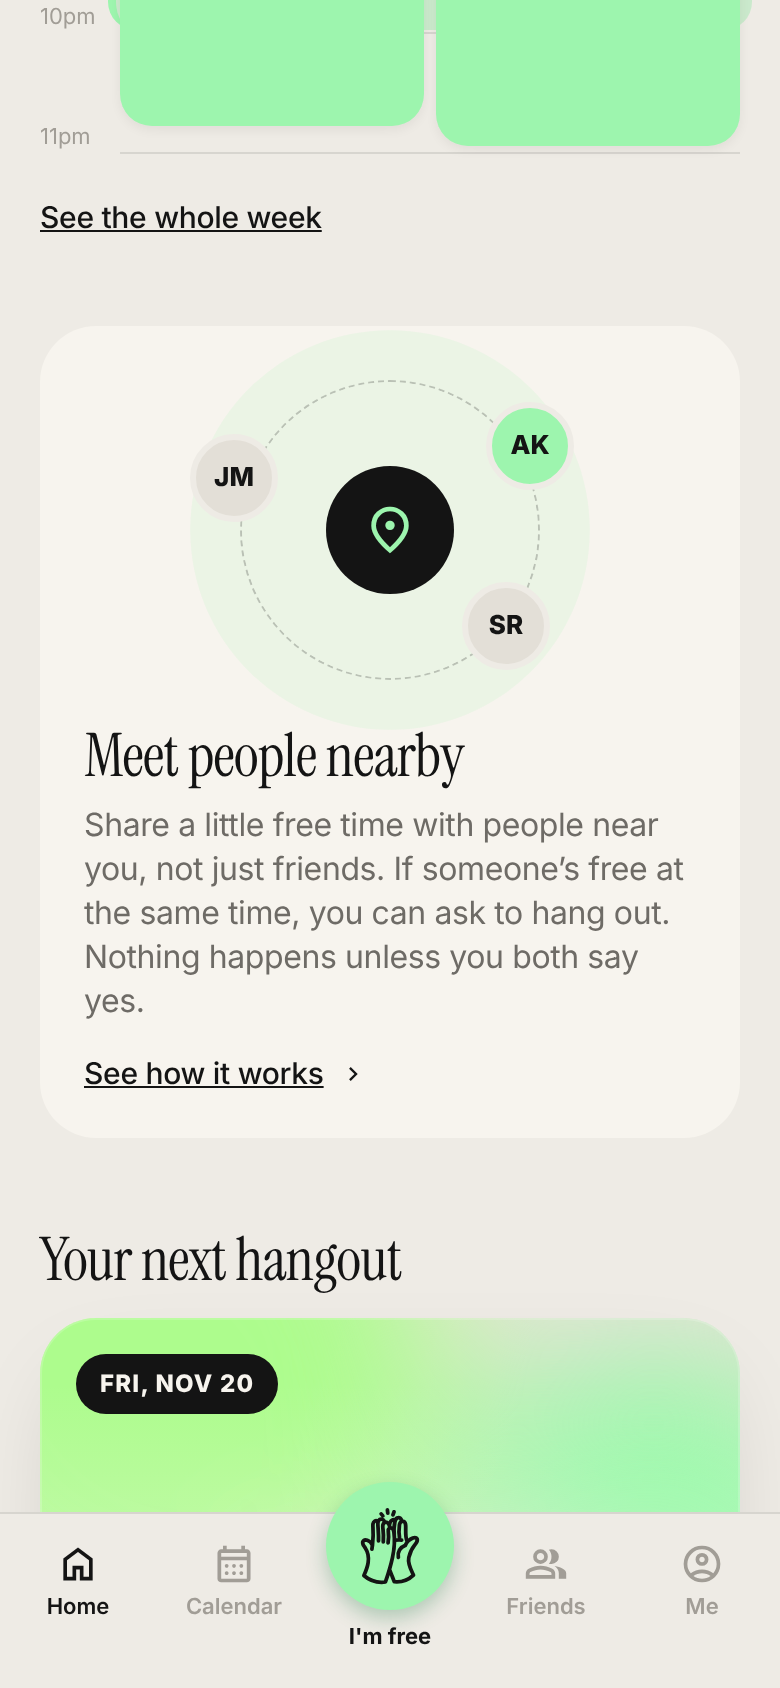 10pm
11pm
See the whole week
JM
AK
SR
Meet people nearby
Share a little free time with people near
you, not just friends. If someone’s free at
the same time, you can ask to hang out.
Nothing happens unless you both say
yes.
See how it works
Your next hangout
FRI, NOV 20
Home
Calendar
I'm free
Friends
Me